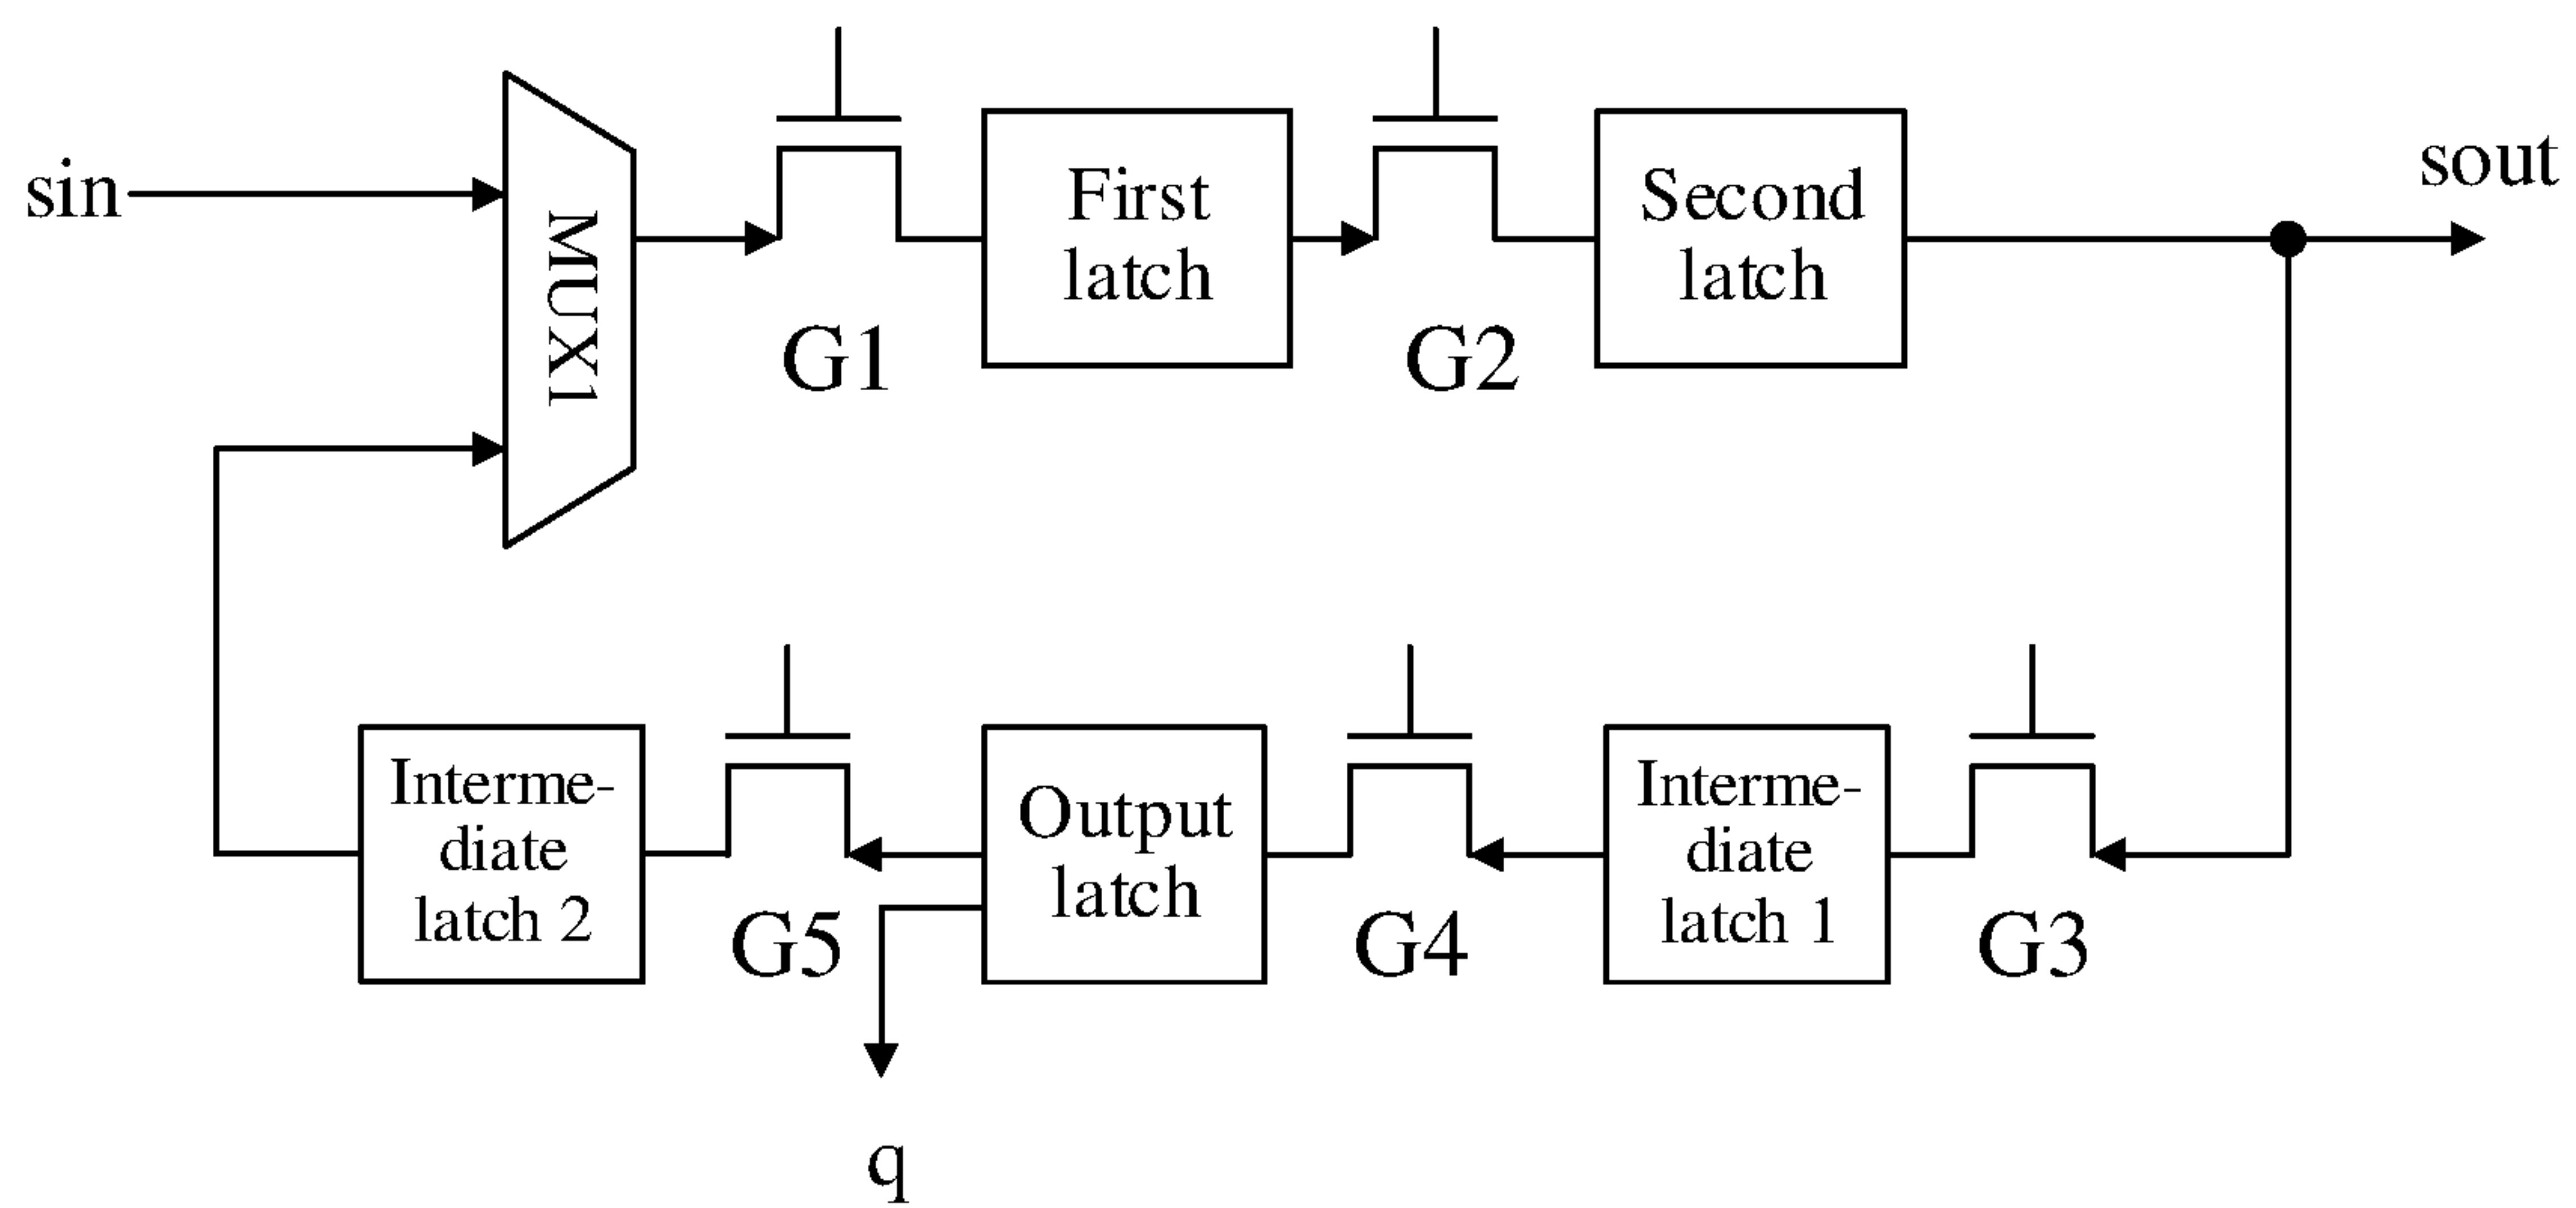 sin
MUX1
G1
First
latch
G2
Second
latch
sout
Interme-
diate
latch 2
G5
Output
latch
G4
Interme-
diate
latch 1
G3
q